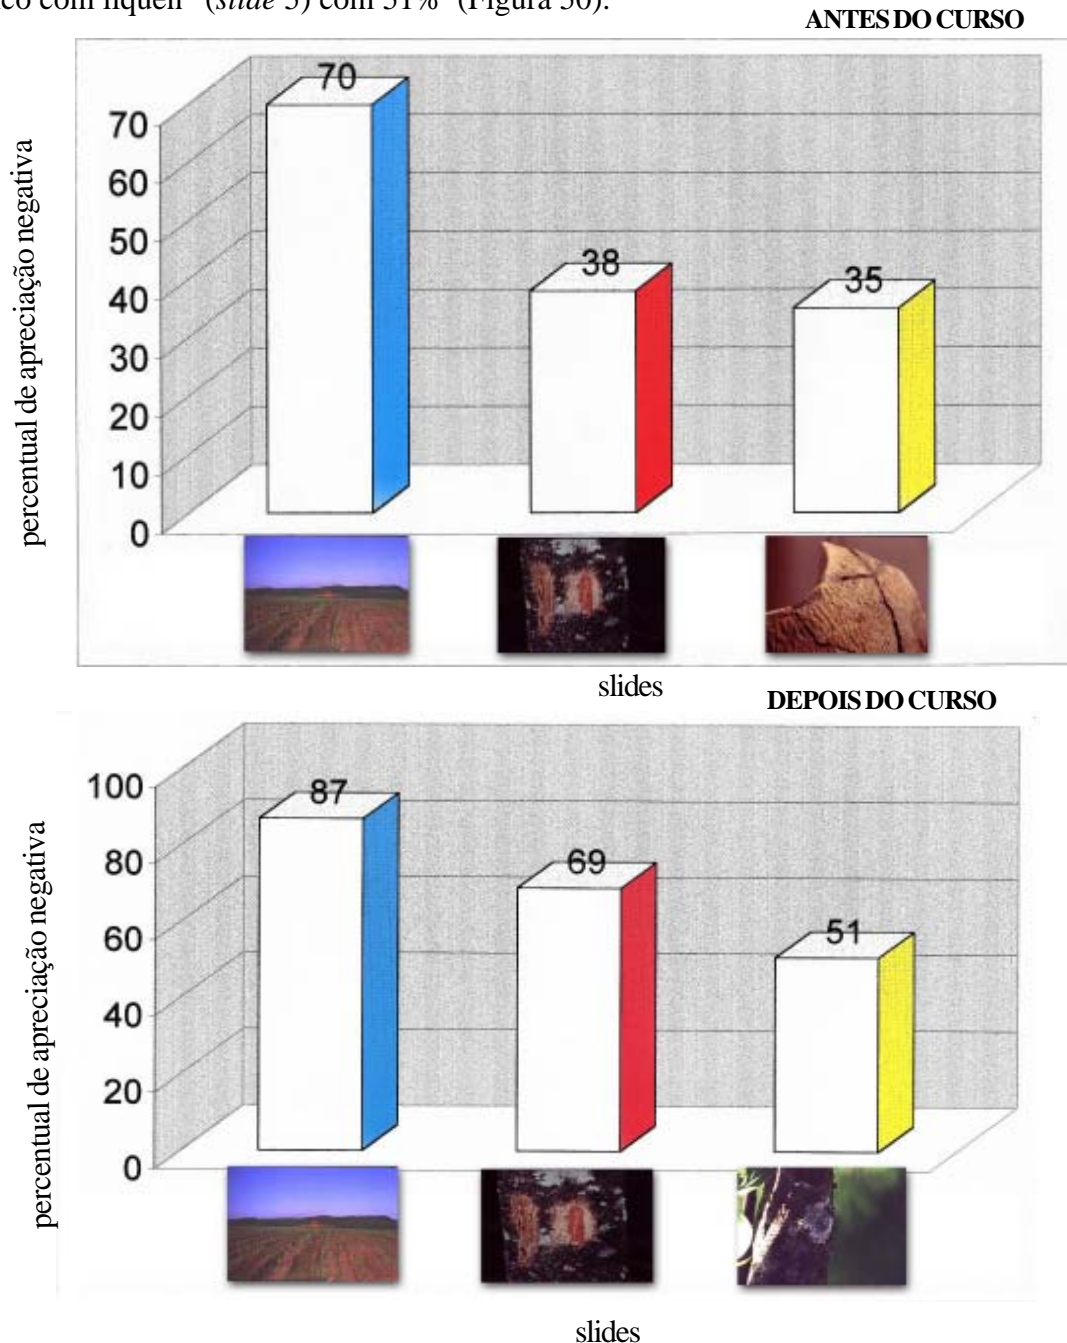 co com líquen" (slide 5) com 51% (Figura 50).
ANTES DO CURSO
percentual de apreciação negativa
70
60
50
40
30
20
10
0
70
38
35
slides
DEPOIS DO CURSO
percentual de apreciação negativa
100
80
60
40
20
0
87
69
51
slides